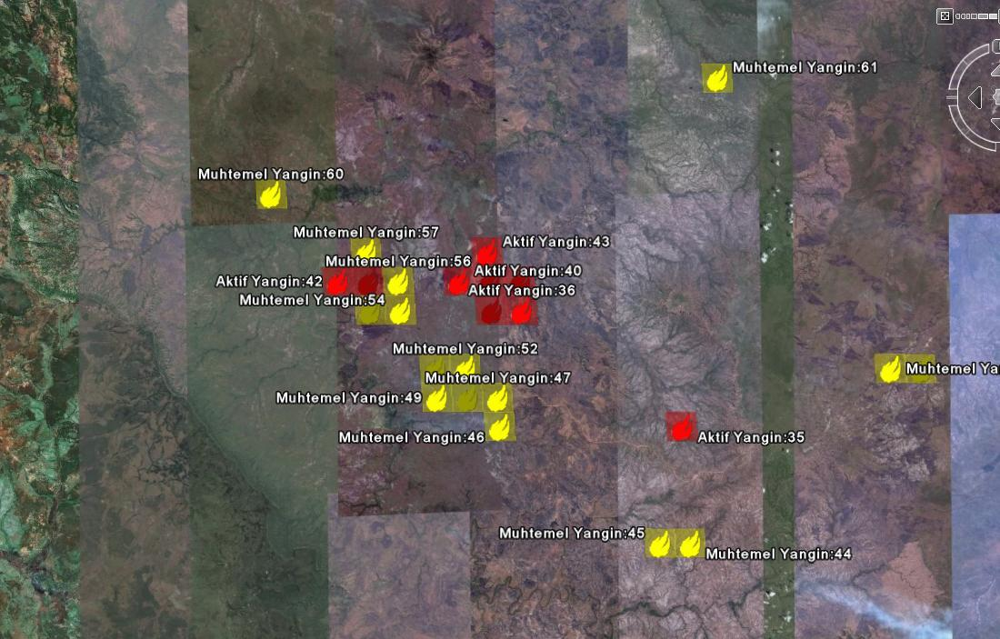 Muhtemel Yangin:61
Muhtemel Yangin:60
Muhtemel Yangin:57
Aktif Yangin:43
Muhtemel Yangin:56
Aktif Yangin:40
Aktif Yangin:42
Aktif Yangin:36
Muhtemel Yangin:54
Muhtemel Yangin:52
Muhtemel Yangin:47
Muhtemel Ya
Muhtemel Yangin:49
Muhtemel Yangin:46
Aktif Yangin:35
Muhtemel Yangin:45
Muhtemel Yangin:44